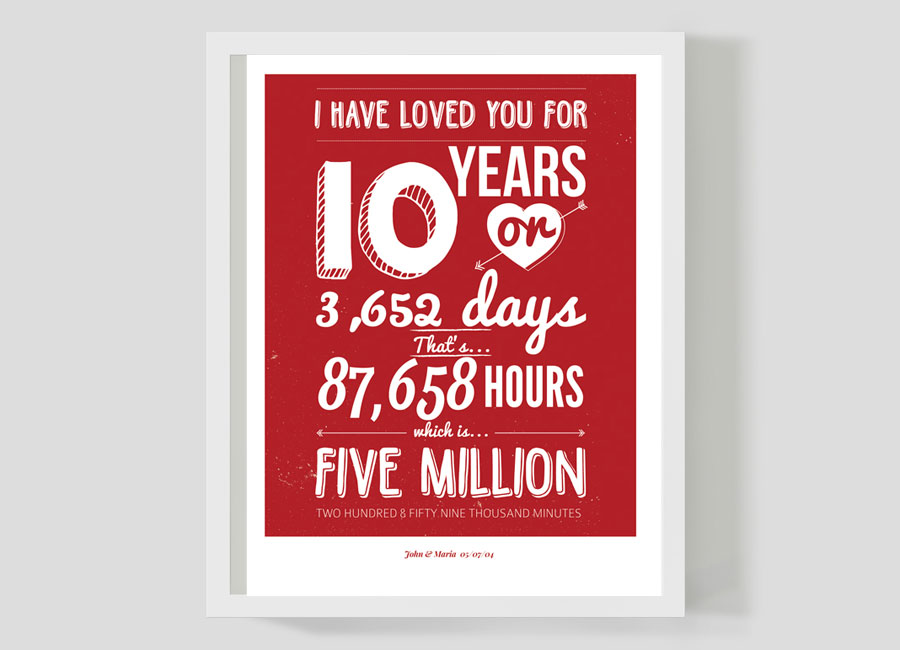 I HAVE LOVED YOU FOR
10 YEARS
or
3,652 days
That's...
87,658 HOURS
which is...
FIVE MILLION
TWO HUNDRED & FIFTY NINE THOUSAND MINUTES
John & Maria 05/07/04